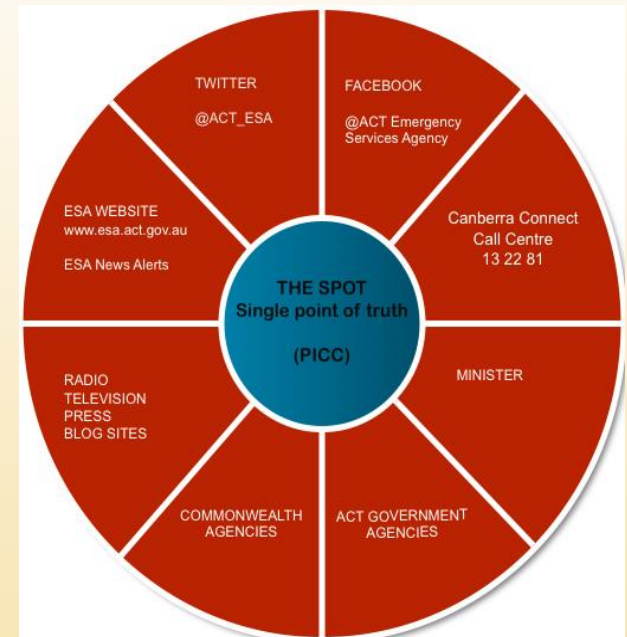 TWITTER
@ACT_ESA
FACEBOOK
@ACT Emergency
Services Agency
Canberra Connect
Call Centre
13 22 81
MINISTER
ACT GOVERNMENT
AGENCIES
COMMONWEALTH
AGENCIES
RADIO
TELEVISION
PRESS
BLOG SITES
ESA WEBSITE
www.esa.act.gov.au
ESA News Alerts
THE SPOT
Single point of truth
(PICC)